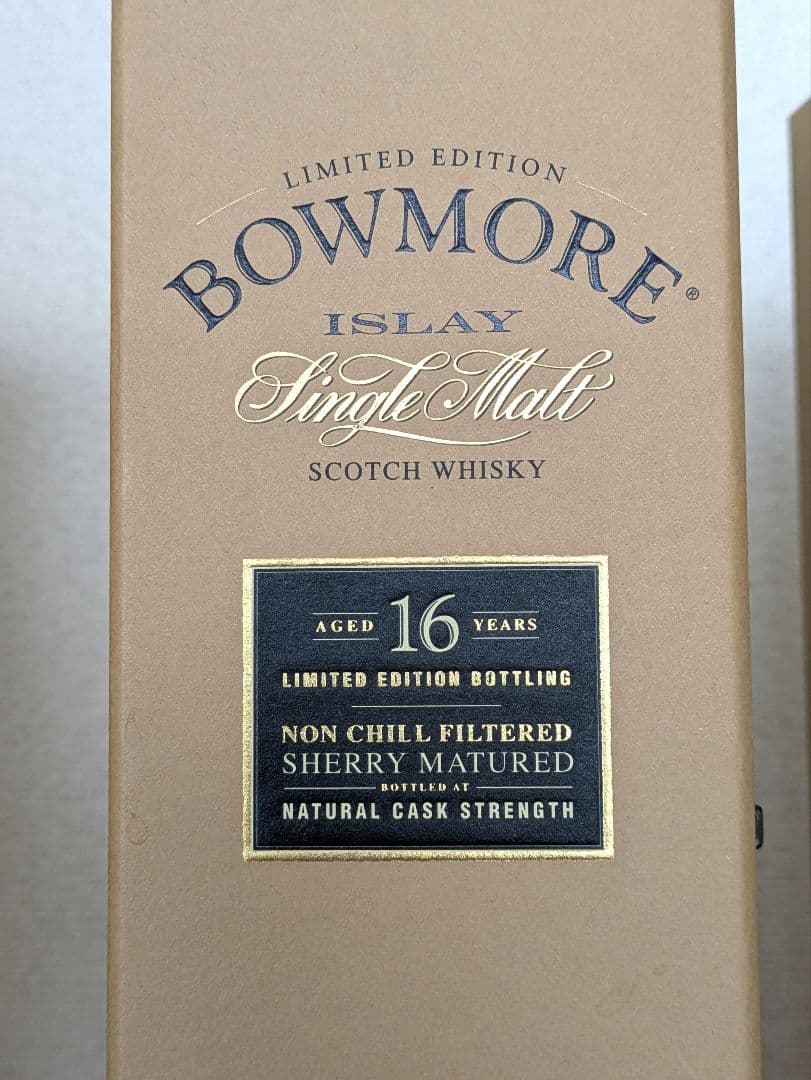 LIMITED EDITION
BOWMORE®
ISLAY
Single Malt
SCOTCH WHISKY
AGED 16 YEARS
LIMITED EDITION BOTTLING
NON CHILL FILTERED
SHERRY MATURED
BOTTLED AT
NATURAL CASK STRENGTH